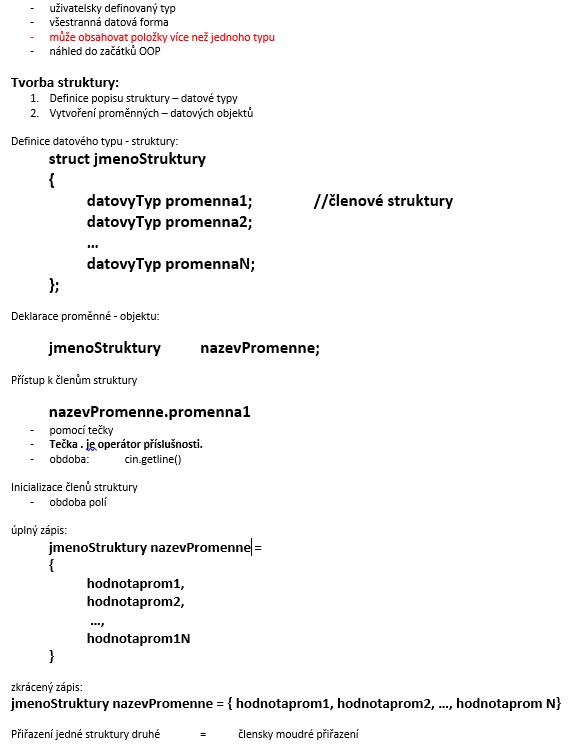 - uživatelsky definovaný typ
- všestranná datová forma
- může obsahovat položky více než jednoho typu
- náhled do začátků OOP
Tvorba struktury:
1. Definice popisu struktury – datové typy
2. Vytvoření proměnných – datových objektů
Definice datového typu - struktury:
struct jmenoStruktury
{
datovyTyp promenna1; //členové struktury
datovyTyp promenna2;
...
datovyTyp promennaN;
};
Deklarace proměnné - objektu:
jmenoStruktury nazevPromenne;
Přístup k členům struktury
nazevPromenne.promenna1
- pomocí tečky
- Tečka . je operátor příslušnosti.
- obdoba: cin.getline()
Inicializace členů struktury
- obdoba polí
úplný zápis:
jmenoStruktury nazevPromenne =
{
hodnotaprom1,
hodnotaprom2,
...,
hodnotaprom1N
}
zkrácený zápis:
jmenoStruktury nazevPromenne = { hodnotaprom1, hodnotaprom2, ..., hodnotaprom N}
Přiřazení jedné struktury druhé = člensky moudré přiřazení